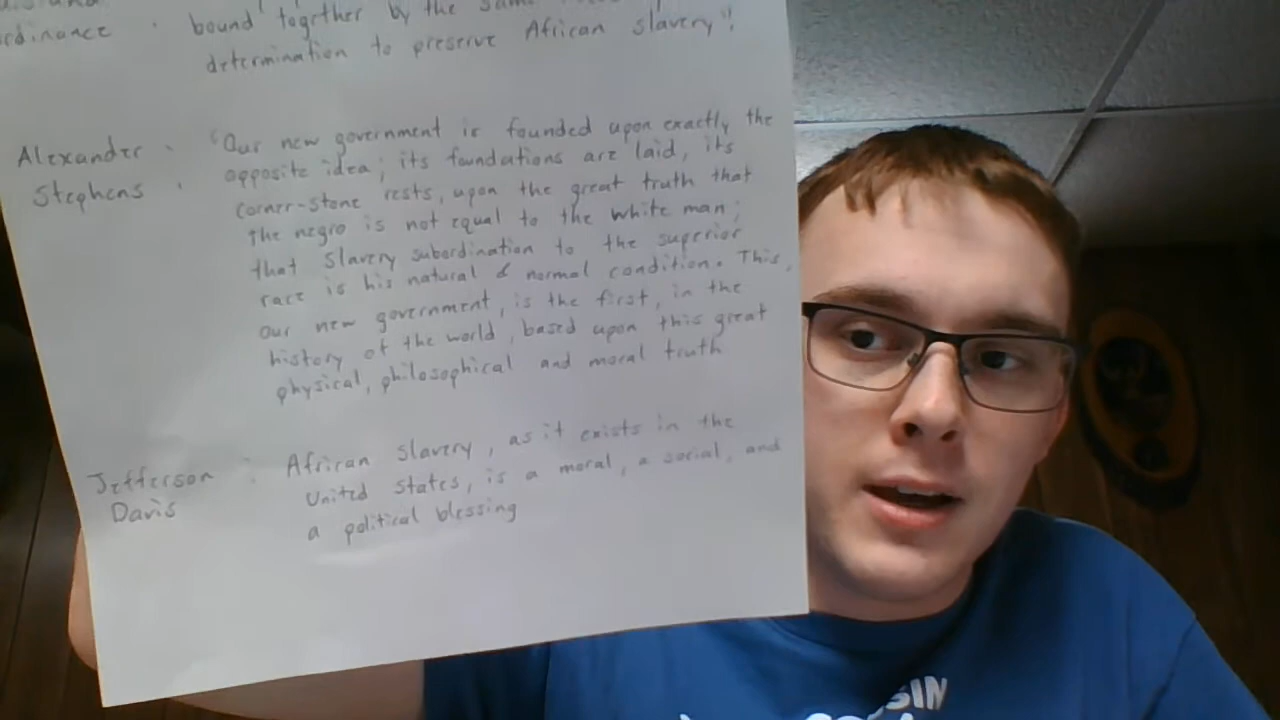 ordinance : bound together by the same
determination to preserve African slavery"!
Alexander : "Our new government is founded upon exactly the
Stephens opposite idea; its foundations are laid, its
corner-stone rests, upon the great truth that
the negro is not equal to the white man;
that slavery subordination to the superior
race is his natural & normal condition. This,
our new government, is the first, in the
history of the world, based upon this great
physical, philosophical and moral truth
Jefferson : African slavery, as it exists in the
Davis United States, is a moral, a social, and
a political blessing
SIN